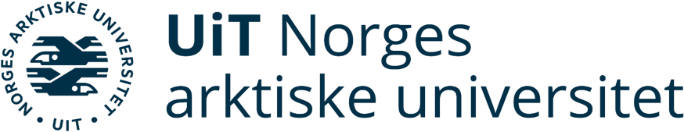 NORGES ARKTISKE UNIVERSITET
· UIT ·
UiT Norges
arktiske universitet